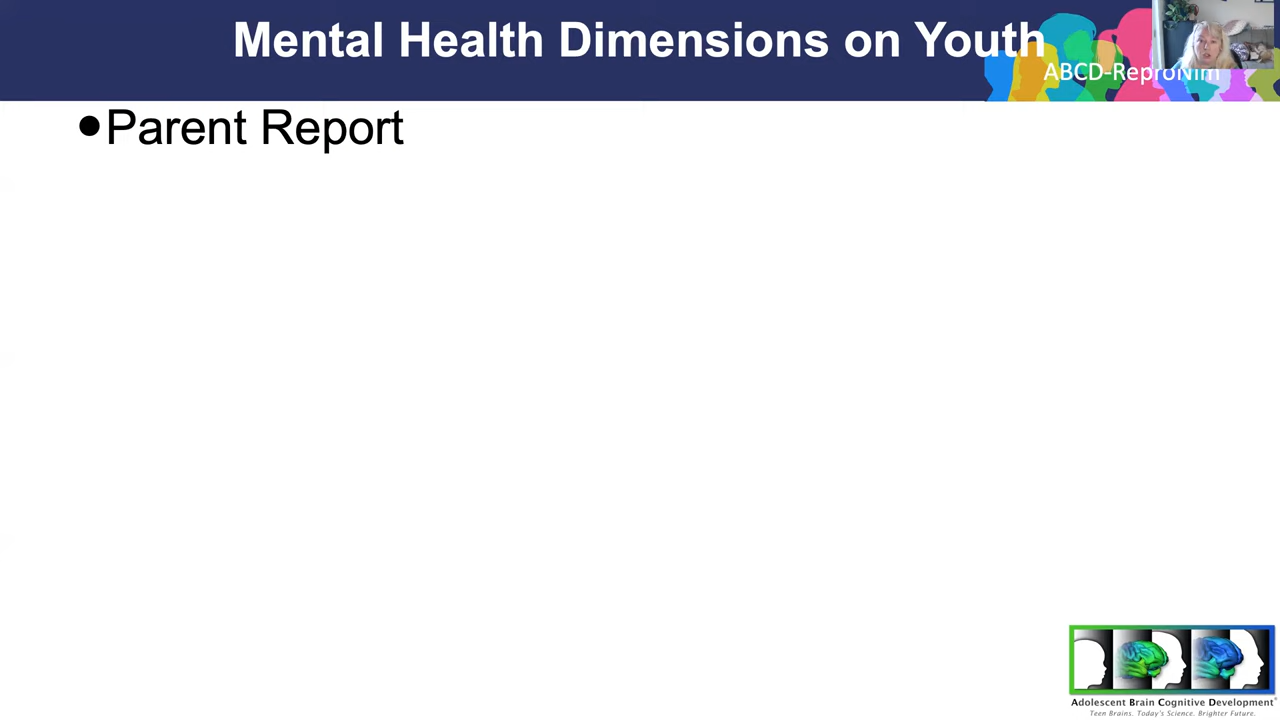 Mental Health Dimensions on Youth
ABCD-ReproNim
●Parent Report
Adolescent Brain Cognitive Development®
Teen Brains. Today's Science. Brighter Future.